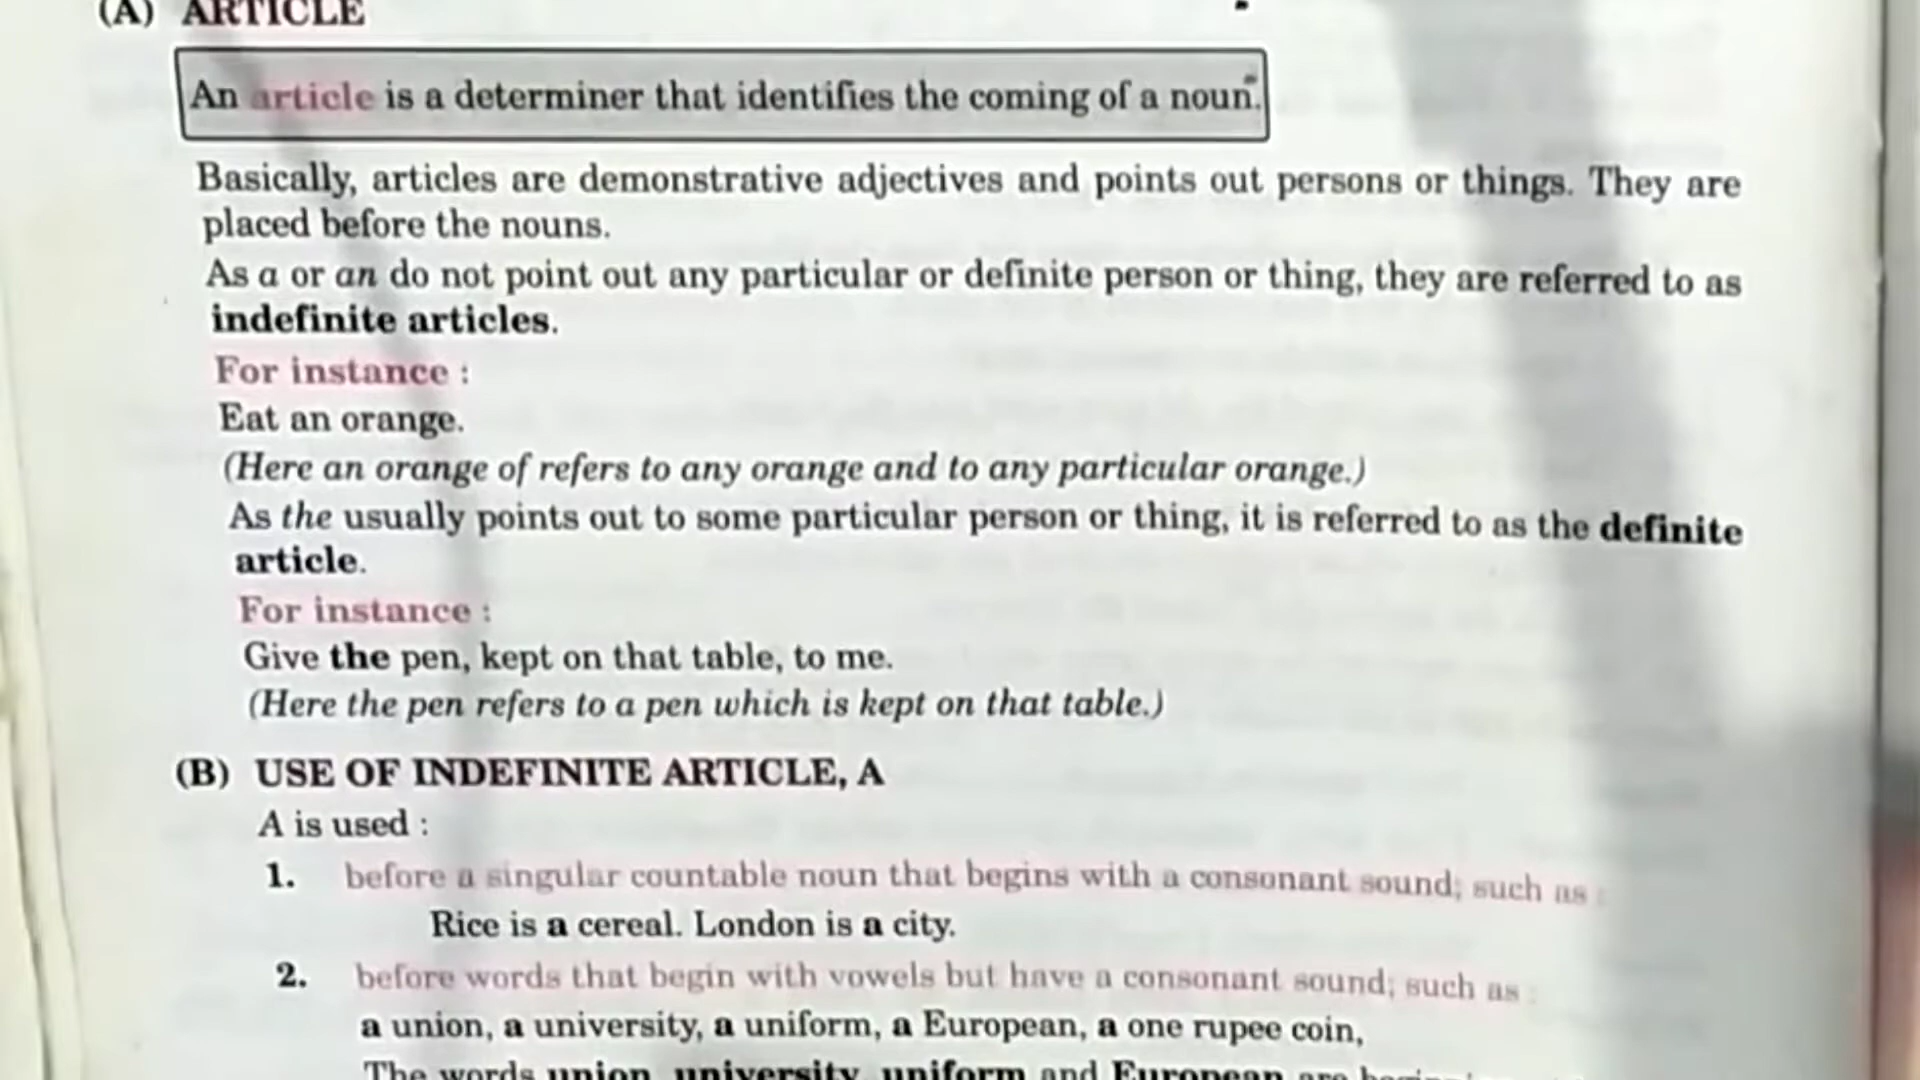 (A) ARTICLE
An article is a determiner that identifies the coming of a noun.
Basically, articles are demonstrative adjectives and points out persons or things. They are
placed before the nouns.
As a or an do not point out any particular or definite person or thing, they are referred to as
indefinite articles.
For instance :
Eat an orange.
(Here an orange of refers to any orange and to any particular orange.)
As the usually points out to some particular person or thing, it is referred to as the definite
article.
For instance :
Give the pen, kept on that table, to me.
(Here the pen refers to a pen which is kept on that table.)
(B) USE OF INDEFINITE ARTICLE, A
A is used :
1. before a singular countable noun that begins with a consonant sound; such as :
Rice is a cereal. London is a city.
2. before words that begin with vowels but have a consonant sound; such as :
a union, a university, a uniform, a European, a one rupee coin,
The words union, university, uniform and European are